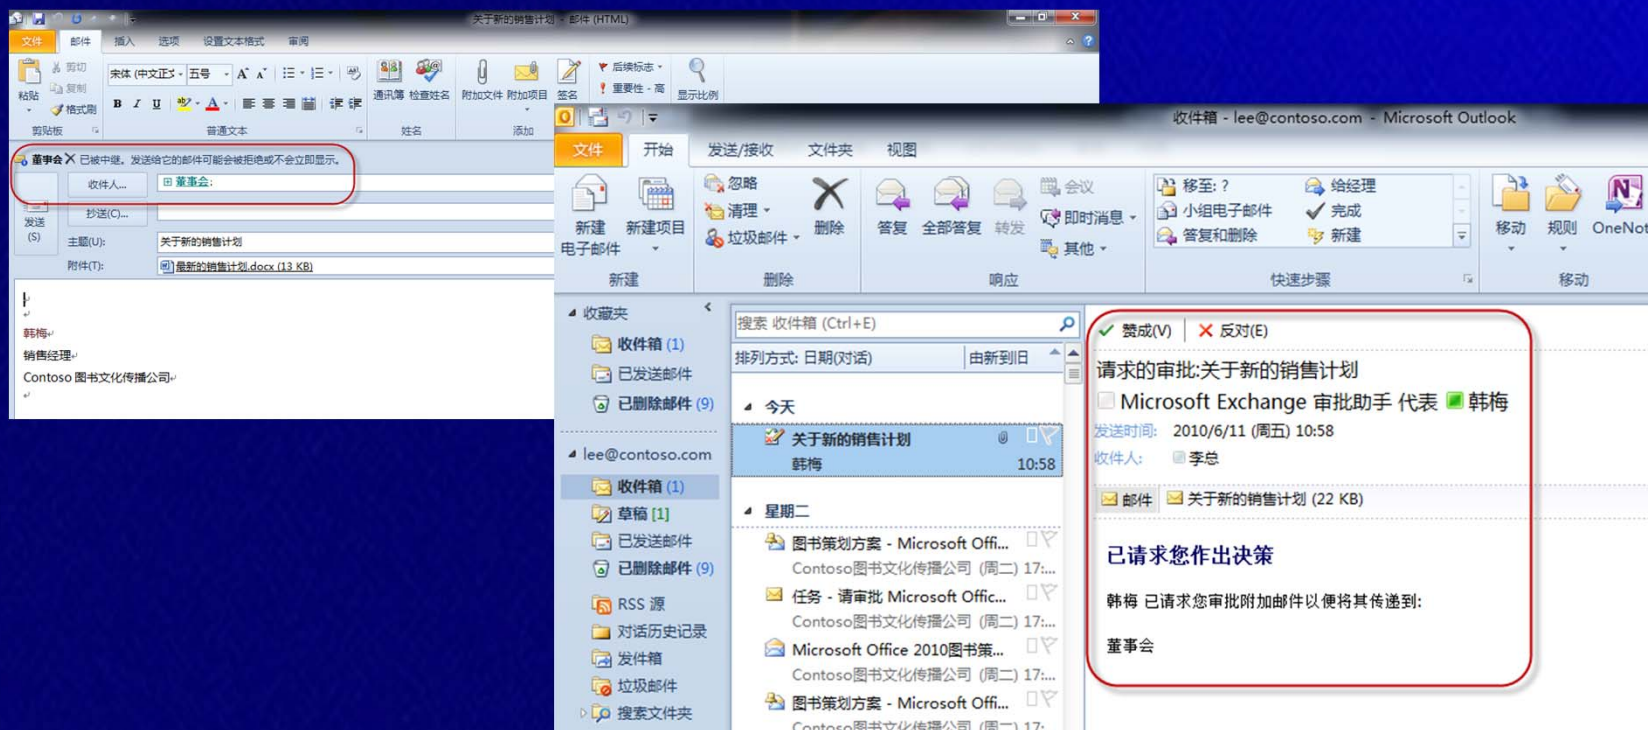 关于新的销售计划 - 邮件 (HTML)
文件 邮件 插入 选项 设置文本格式 审阅
粘贴
剪切
复制
格式刷
剪贴板
宋体 (中文正文 五号
B I U
普通文本
通讯簿 检查姓名
姓名
附加文件 附加项目 签名
添加
后续标志
重要性 - 高
显示比例
董事会 已被中继。发送给它的邮件可能会被拒绝或不会立即显示。
发送
(S)
收件人... 董事会;
抄送(C)...
主题(U): 关于新的销售计划
附件(T): 最新的销售计划.docx (13 KB)
韩梅
销售经理
Contoso 图书文化传播公司
收件箱 - lee@contoso.com - Microsoft Outlook
文件 开始 发送/接收 文件夹 视图
新建
电子邮件
新建项目
新建
忽略
清理
垃圾邮件
删除
删除
答复 全部答复 转发
会议
即时消息
其他
响应
移至: ? 给经理
小组电子邮件 完成
答复和删除 新建
快速步骤
移动 规则 OneNot
移动
收藏夹
收件箱 (1)
已发送邮件
已删除邮件 (9)
lee@contoso.com
收件箱 (1)
草稿 [1]
已发送邮件
已删除邮件 (9)
RSS 源
对话历史记录
发件箱
垃圾邮件
搜索文件夹
搜索 收件箱 (Ctrl+E)
排列方式: 日期(对话) 由新到旧
今天
关于新的销售计划
韩梅 10:58
星期二
图书策划方案 - Microsoft Offi...
Contoso图书文化传播公司 (周二) 17:...
任务 - 请审批 Microsoft Offic...
Contoso图书文化传播公司 (周二) 17:...
Microsoft Office 2010图书策...
Contoso图书文化传播公司 (周二) 17:...
图书策划方案 - Microsoft Offi...
Contoso图书文化传播公司 (周二) 17:
赞成(V) 反对(E)
请求的审批:关于新的销售计划
Microsoft Exchange 审批助手 代表 韩梅
发送时间: 2010/6/11 (周五) 10:58
收件人: 李总
邮件 关于新的销售计划 (22 KB)
已请求您作出决策
韩梅 已请求您审批附加邮件以便将其传递到:
董事会